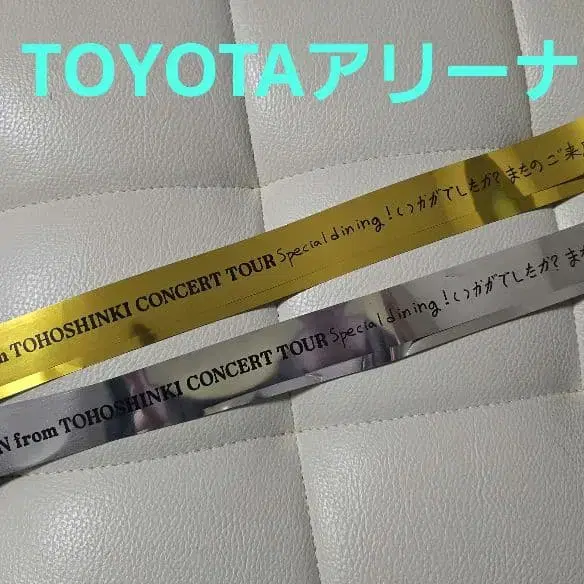 TOYOTAアリーナ
TOHOSHINKI CONCERT TOUR Special dining! いかがでしたか? またのご来
N from TOHOSHINKI CONCERT TOUR Special dining! いかがでしたか? また